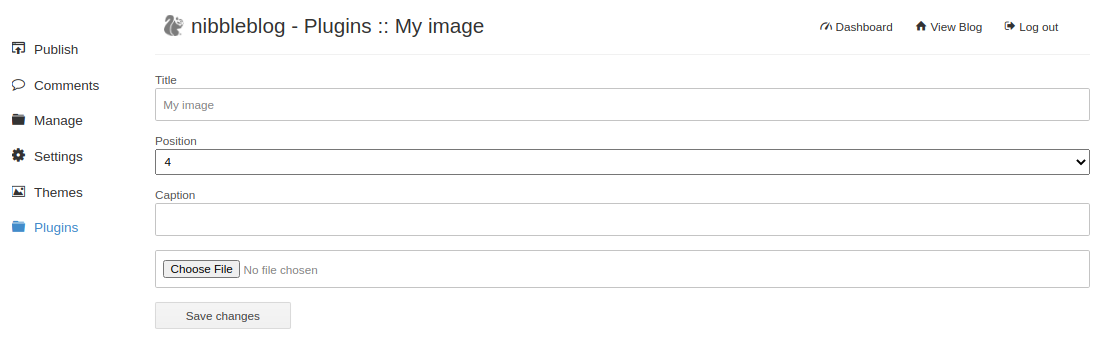 nibbleblog - Plugins :: My image
Dashboard
View Blog
Log out
Publish
Comments
Manage
Settings
Themes
Plugins
Title
My image
Position
4
Caption
Choose File No file chosen
Save changes